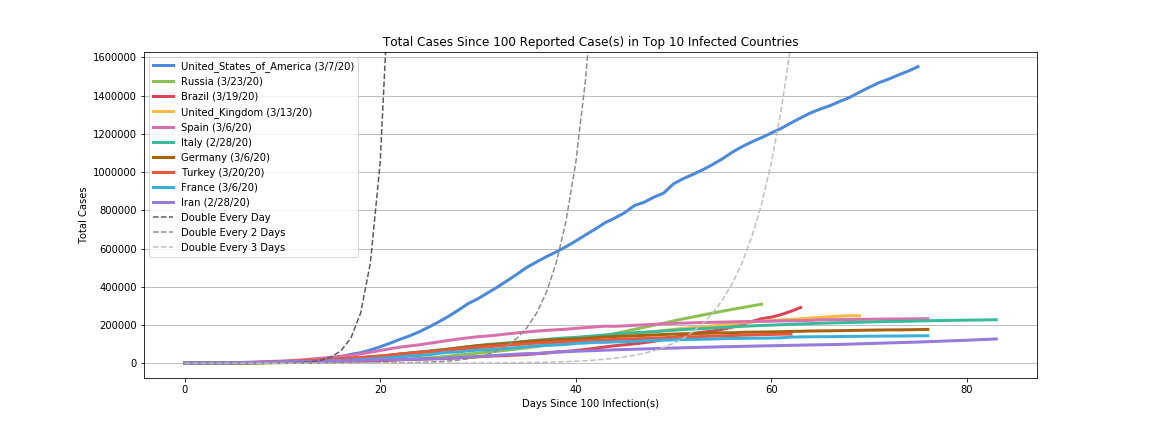 Total Cases Since 100 Reported Case(s) in Top 10 Infected Countries
1600000
1400000
1200000
1000000
800000
600000
400000
200000
0
Total Cases
United_States_of_America (3/7/20)
Russia (3/23/20)
Brazil (3/19/20)
United_Kingdom (3/13/20)
Spain (3/6/20)
Italy (2/28/20)
Germany (3/6/20)
Turkey (3/20/20)
France (3/6/20)
Iran (2/28/20)
Double Every Day
Double Every 2 Days
Double Every 3 Days
0 20 40 60 80
Days Since 100 Infection(s)